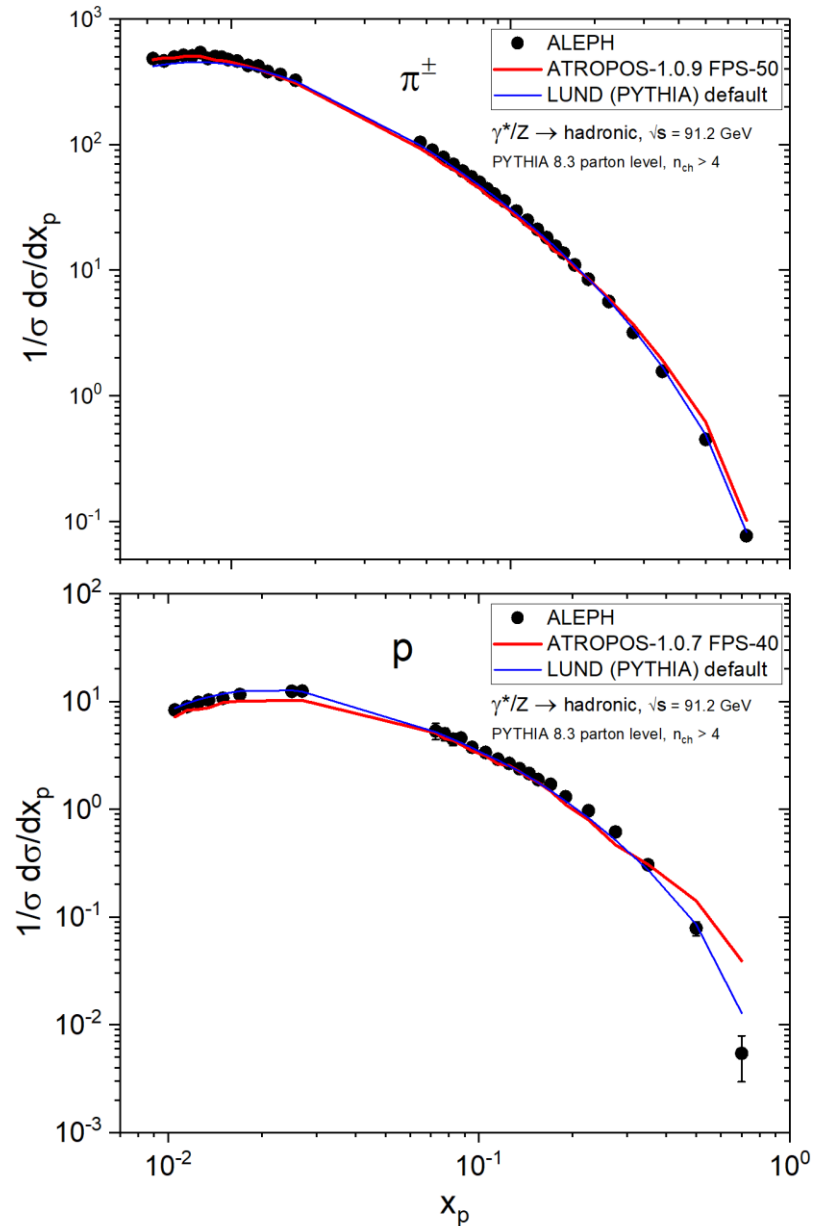 10³
10²
10¹
10⁰
10⁻¹
1/σ dσ/dxₚ
π±
ALEPH
ATROPOS-1.0.9 FPS-50
LUND (PYTHIA) default
γ*/Z → hadronic, √s = 91.2 GeV
PYTHIA 8.3 parton level, n_ch > 4
10²
10¹
10⁰
10⁻¹
10⁻²
10⁻³
1/σ dσ/dxₚ
p
ALEPH
ATROPOS-1.0.7 FPS-40
LUND (PYTHIA) default
γ*/Z → hadronic, √s = 91.2 GeV
PYTHIA 8.3 parton level, n_ch > 4
10⁻² 10⁻¹ 10⁰
xₚ